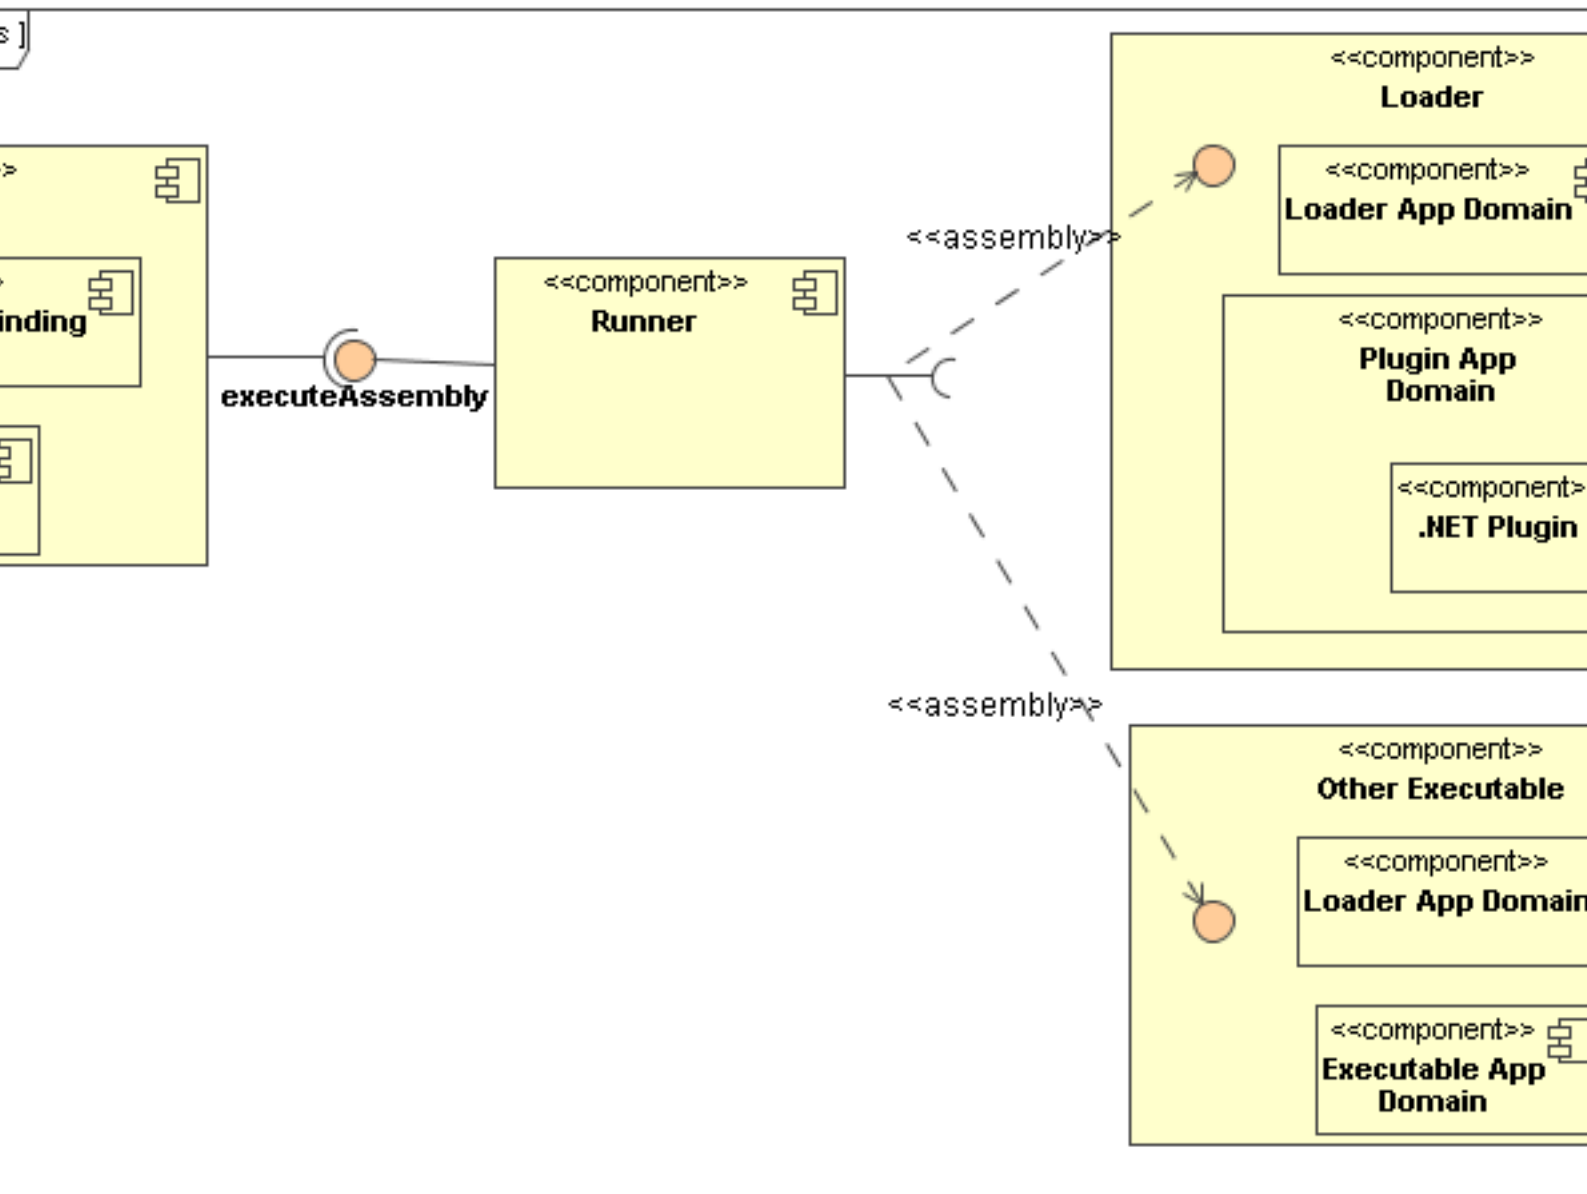 s ]
>>
>
inding
executeAssembly
<<component>>
Runner
<<assembly>>
<<assembly>>
<<component>>
Loader
<<component>>
Loader App Domain
<<component>>
Plugin App
Domain
<<component>
.NET Plugin
<<component>>
Other Executable
<<component>>
Loader App Domain
<<component>>
Executable App
Domain